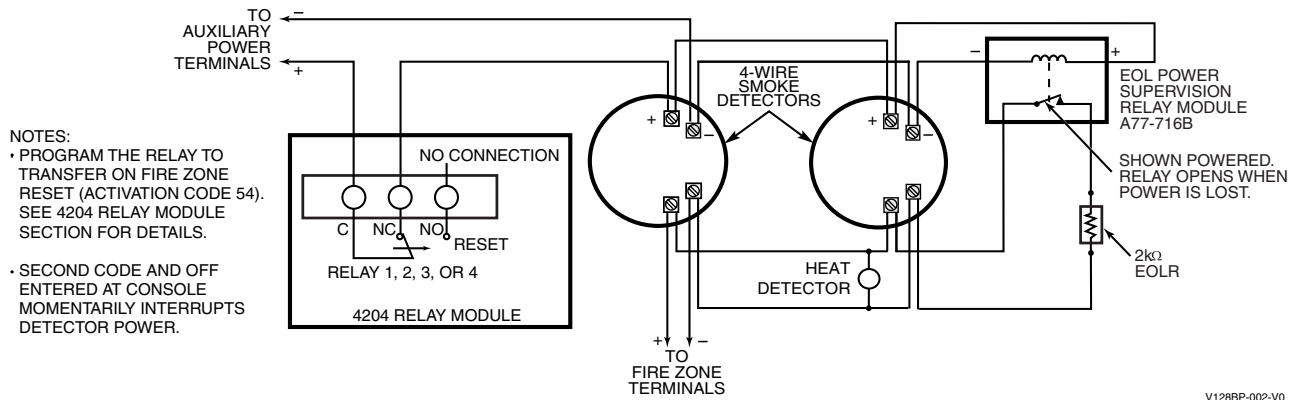 TO
AUXILIARY
POWER
TERMINALS
−
+
NOTES:
• PROGRAM THE RELAY TO
TRANSFER ON FIRE ZONE
RESET (ACTIVATION CODE 54).
SEE 4204 RELAY MODULE
SECTION FOR DETAILS.
• SECOND CODE AND OFF
ENTERED AT CONSOLE
MOMENTARILY INTERRUPTS
DETECTOR POWER.
NO CONNECTION
C
NC
NO
RESET
RELAY 1, 2, 3, OR 4
4204 RELAY MODULE
4-WIRE
SMOKE
DETECTORS
+
−
+
−
HEAT
DETECTOR
+
−
TO
FIRE ZONE
TERMINALS
−
+
EOL POWER
SUPERVISION
RELAY MODULE
A77-716B
SHOWN POWERED.
RELAY OPENS WHEN
POWER IS LOST.
2kΩ
EOLR
V128BP-002-V0